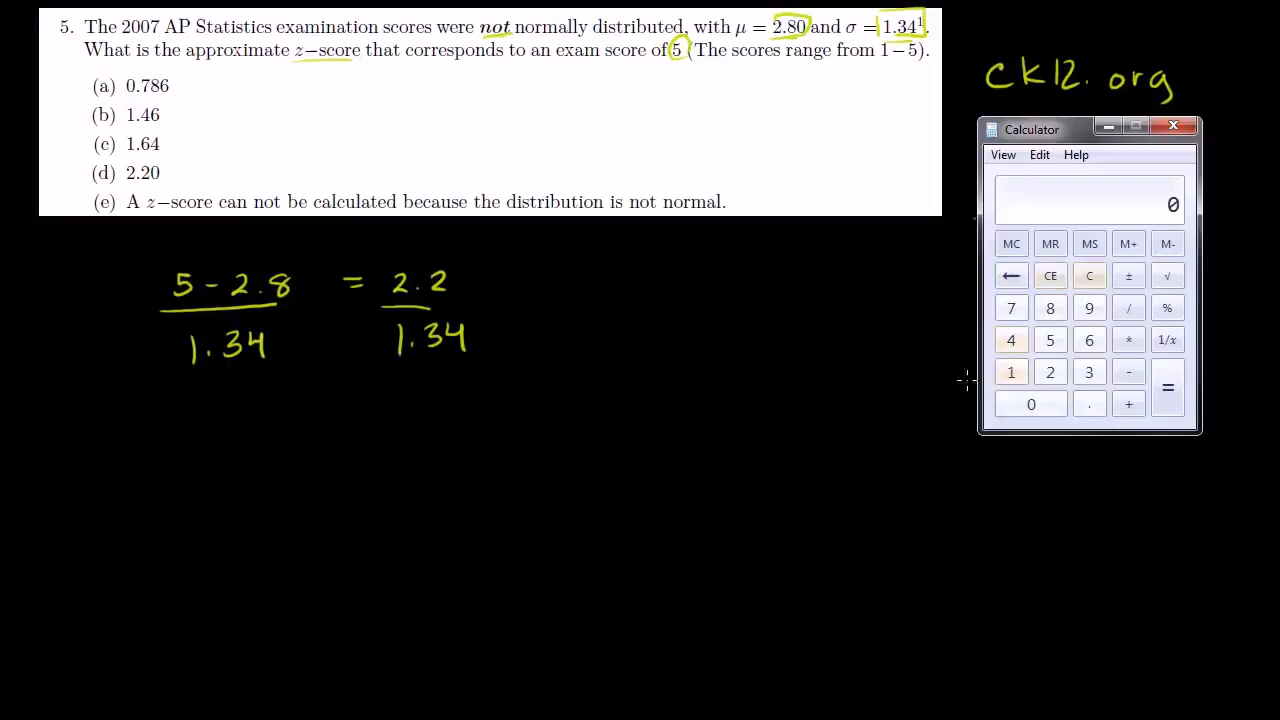 5. The 2007 AP Statistics examination scores were not normally distributed, with μ = 2.80 and σ = 1.34¹.
What is the approximate z−score that corresponds to an exam score of 5 (The scores range from 1−5).
(a) 0.786
(b) 1.46
(c) 1.64
(d) 2.20
(e) A z−score can not be calculated because the distribution is not normal.
ck12.org
Calculator
View Edit Help
0
MC MR MS M+ M-
← CE C ± √
7 8 9 / %
4 5 6 * 1/x
1 2 3 - =
0 . +
5 - 2.8 = 2.2
1.34 1.34